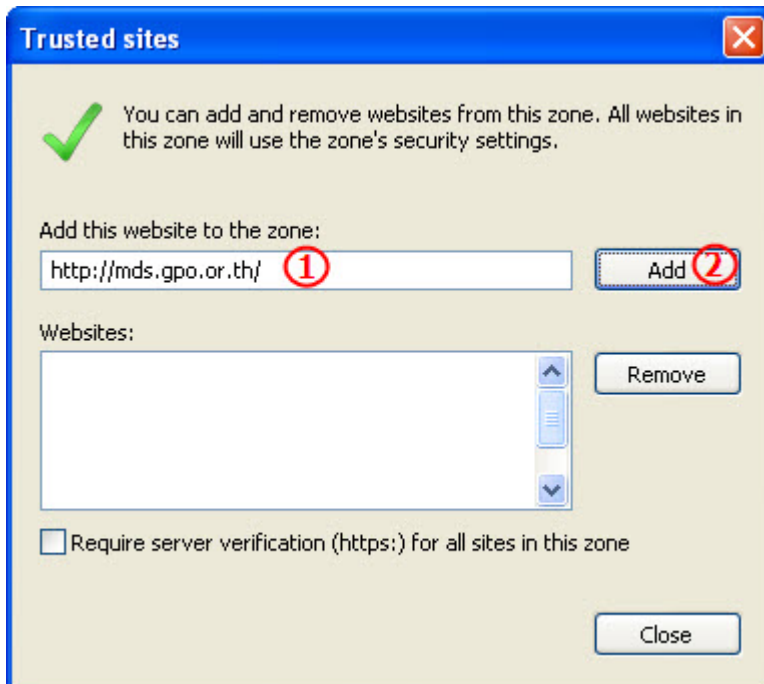 Trusted sites
You can add and remove websites from this zone. All websites in
this zone will use the zone's security settings.
Add this website to the zone:
http://mds.gpo.or.th/ ①
Add ②
Websites:
Remove
Require server verification (https:) for all sites in this zone
Close